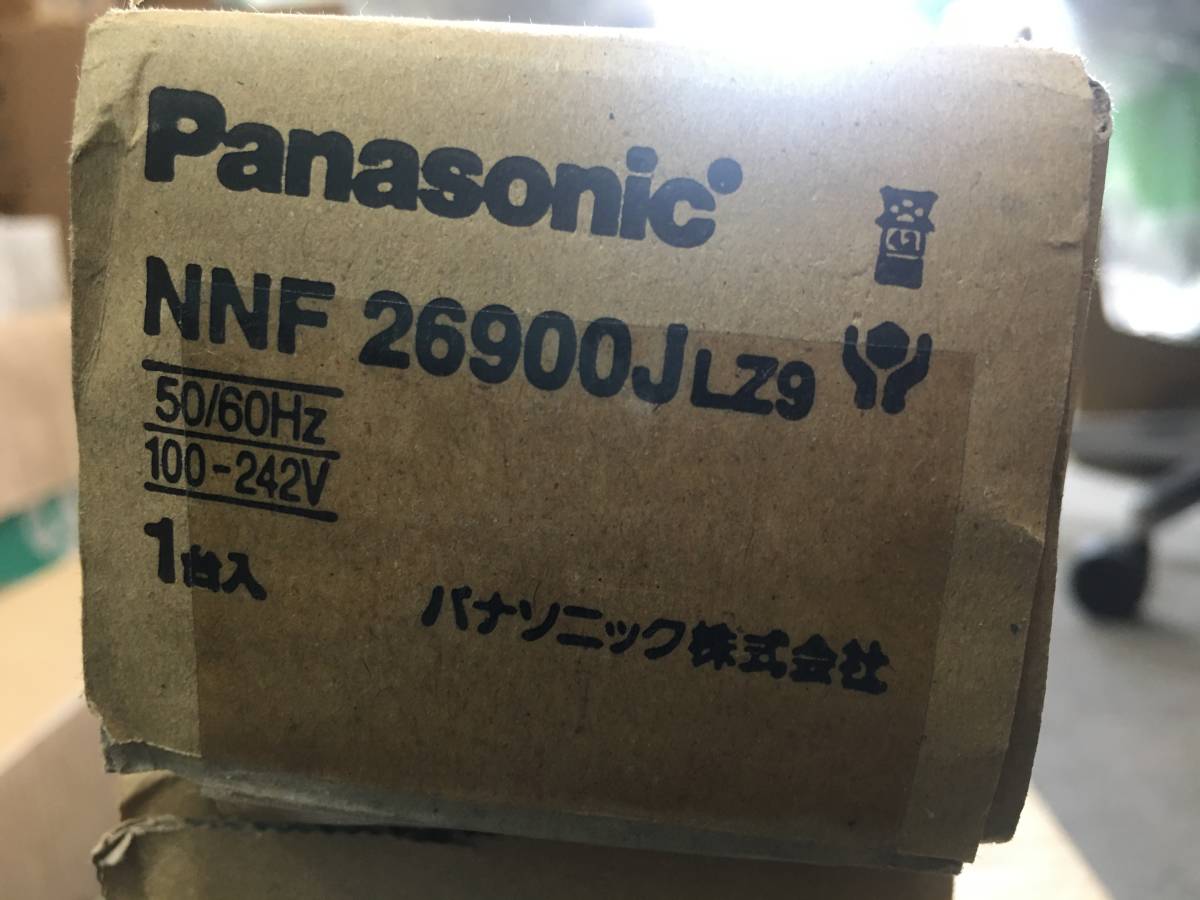 Panasonic
NNF 26900J LZ9
50/60Hz
100-242V
1台入
パナソニック株式会社